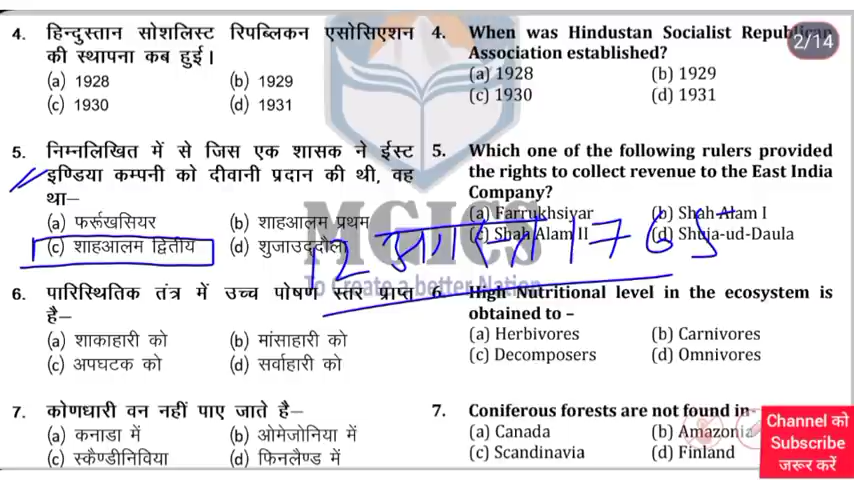 4. हिन्दुस्तान सोशलिस्ट रिपब्लिकन एसोसिएशन
की स्थापना कब हुई।
(a) 1928 (b) 1929
(c) 1930 (d) 1931
5. निम्नलिखित में से जिस एक शासक ने ईस्ट
इण्डिया कम्पनी को दीवानी प्रदान की थी, वह
था–
(a) फर्रुखसियर (b) शाहआलम प्रथम
(c) शाहआलम द्वितीय (d) शुजाउद्दौला
6. पारिस्थितिक तंत्र में उच्च पोषण स्तर प्राप्त
है–
(a) शाकाहारी को (b) मांसाहारी को
(c) अपघटक को (d) सर्वाहारी को
7. कोणधारी वन नहीं पाए जाते है–
(a) कनाडा में (b) ओमेजोनिया में
(c) स्कैण्डीनिविया (d) फिनलैण्ड में
4. When was Hindustan Socialist Republican
Association established?
(a) 1928 (b) 1929
(c) 1930 (d) 1931
5. Which one of the following rulers provided
the rights to collect revenue to the East India
Company?
(a) Farrukhsiyar (b) Shah Alam I
(c) Shah Alam II (d) Shuja-ud-Daula
6. High Nutritional level in the ecosystem is
obtained to –
(a) Herbivores (b) Carnivores
(c) Decomposers (d) Omnivores
7. Coniferous forests are not found in–
(a) Canada (b) Amazonia
(c) Scandinavia (d) Finland
12 अगस्त 1765
MGICS
To Create a better Nation
2/14
Channel को
Subscribe
जरूर करें